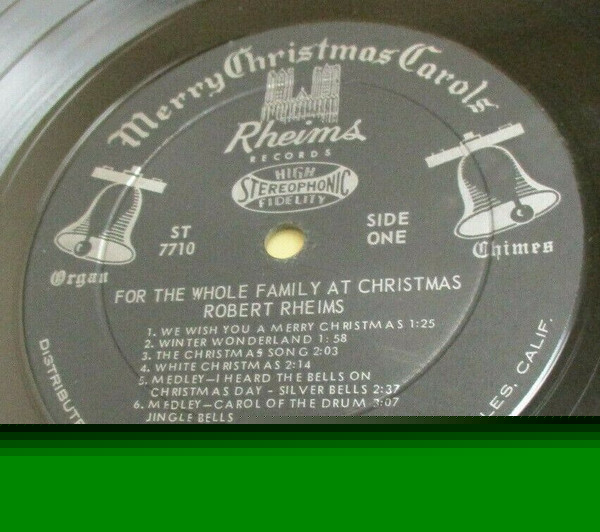 Merry Christmas Carols
Rheims
RECORDS
HIGH
STEREOPHONIC
FIDELITY
ST
7710
SIDE
ONE
Organ
Chimes
FOR THE WHOLE FAMILY AT CHRISTMAS
ROBERT RHEIMS
1. WE WISH YOU A MERRY CHRISTMAS 1:25
2. WINTER WONDERLAND 1:58
3. THE CHRISTMAS SONG 2:03
4. WHITE CHRISTMAS 2:14
5. MEDLEY—I HEARD THE BELLS ON
CHRISTMAS DAY - SILVER BELLS 2:37
6. MEDLEY—CAROL OF THE DRUM 3:07
JINGLE BELLS
CALIF.